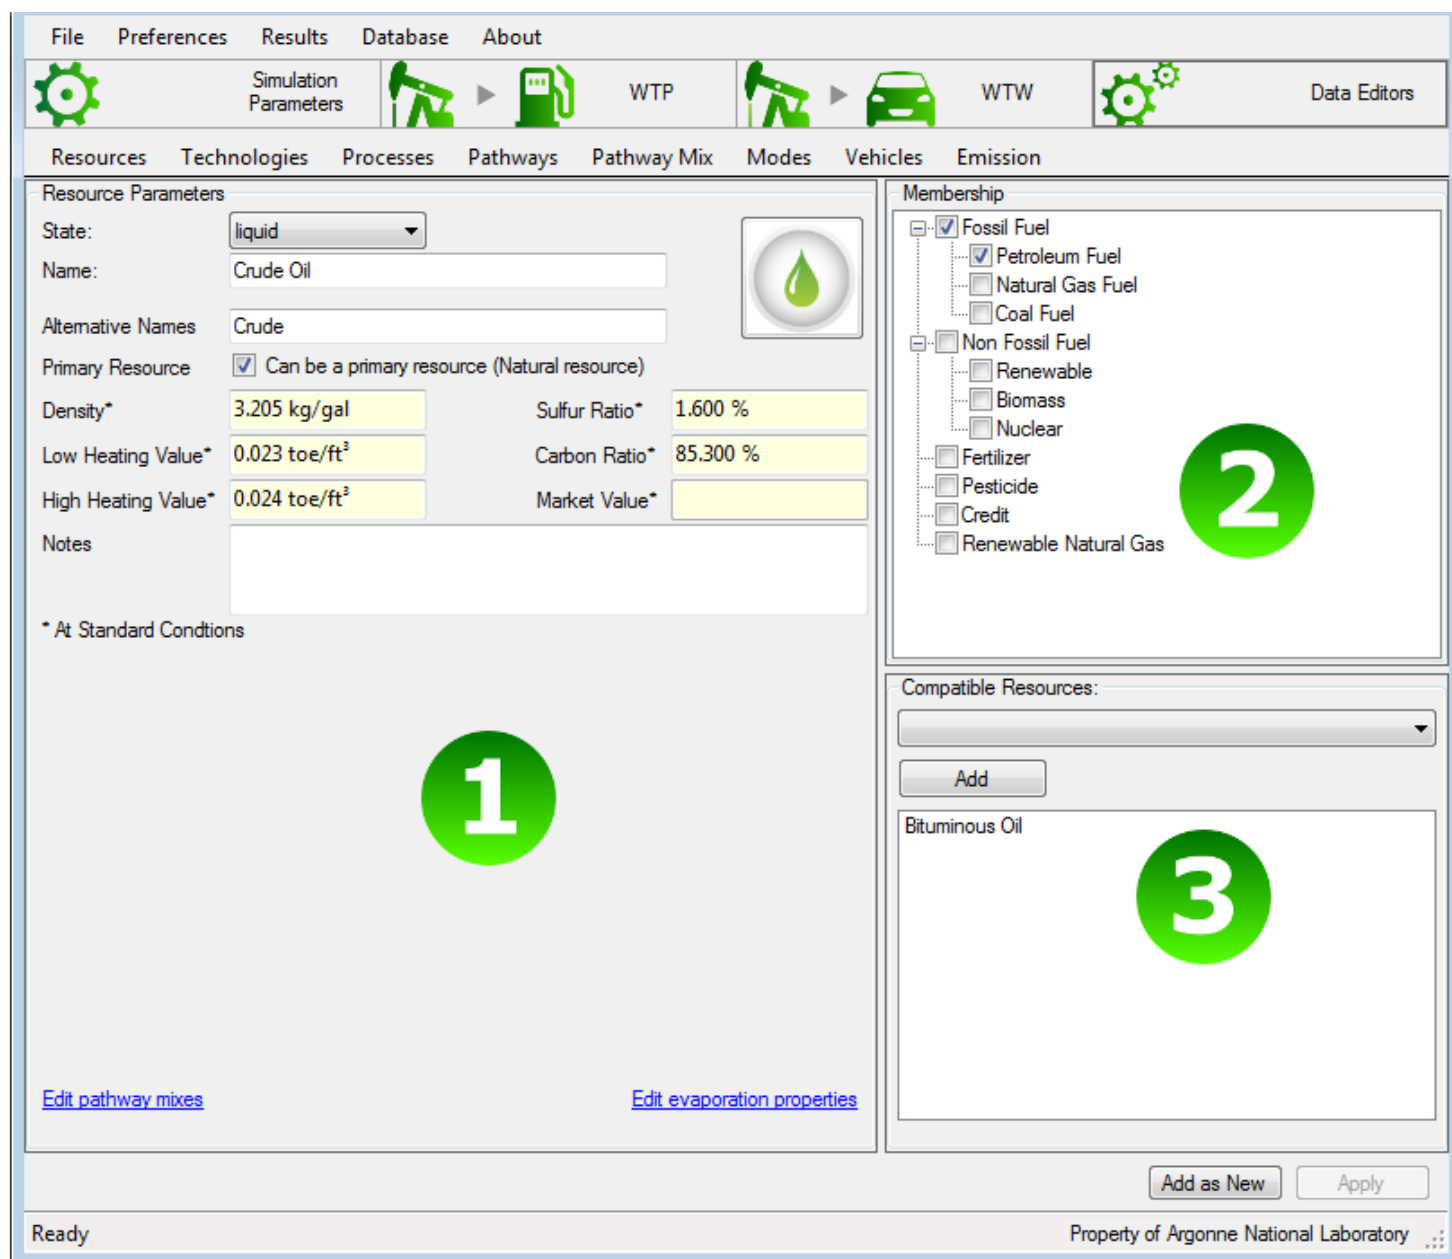 File Preferences Results Database About
Simulation Parameters WTP WTW Data Editors
Resources Technologies Processes Pathways Pathway Mix Modes Vehicles Emission
Resource Parameters
State: liquid
Name: Crude Oil
Alternative Names Crude
Primary Resource Can be a primary resource (Natural resource)
Density* 3.205 kg/gal Sulfur Ratio* 1.600 %
Low Heating Value* 0.023 toe/ft³ Carbon Ratio* 85.300 %
High Heating Value* 0.024 toe/ft³ Market Value*
Notes
* At Standard Condtions
1
Edit pathway mixes Edit evaporation properties
Membership
Fossil Fuel
Petroleum Fuel
Natural Gas Fuel
Coal Fuel
Non Fossil Fuel
Renewable
Biomass
Nuclear
Fertilizer
Pesticide
Credit
Renewable Natural Gas
2
Compatible Resources:
Add
Bituminous Oil
3
Add as New Apply
Ready Property of Argonne National Laboratory